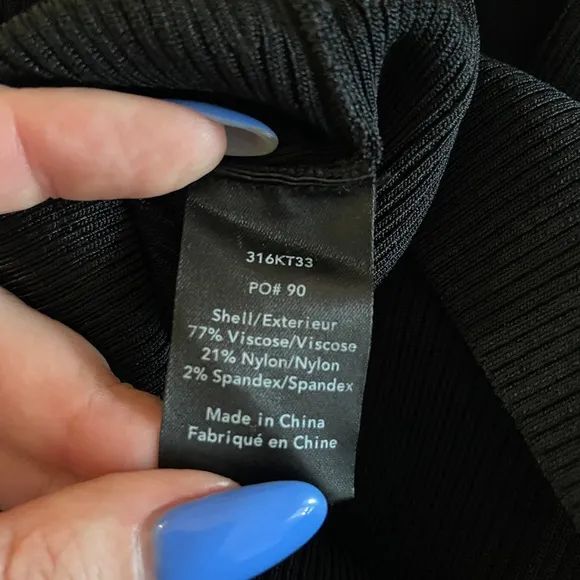 316KT33
PO# 90
Shell/Exterieur
77% Viscose/Viscose
21% Nylon/Nylon
2% Spandex/Spandex
Made in China
Fabriqué en Chine